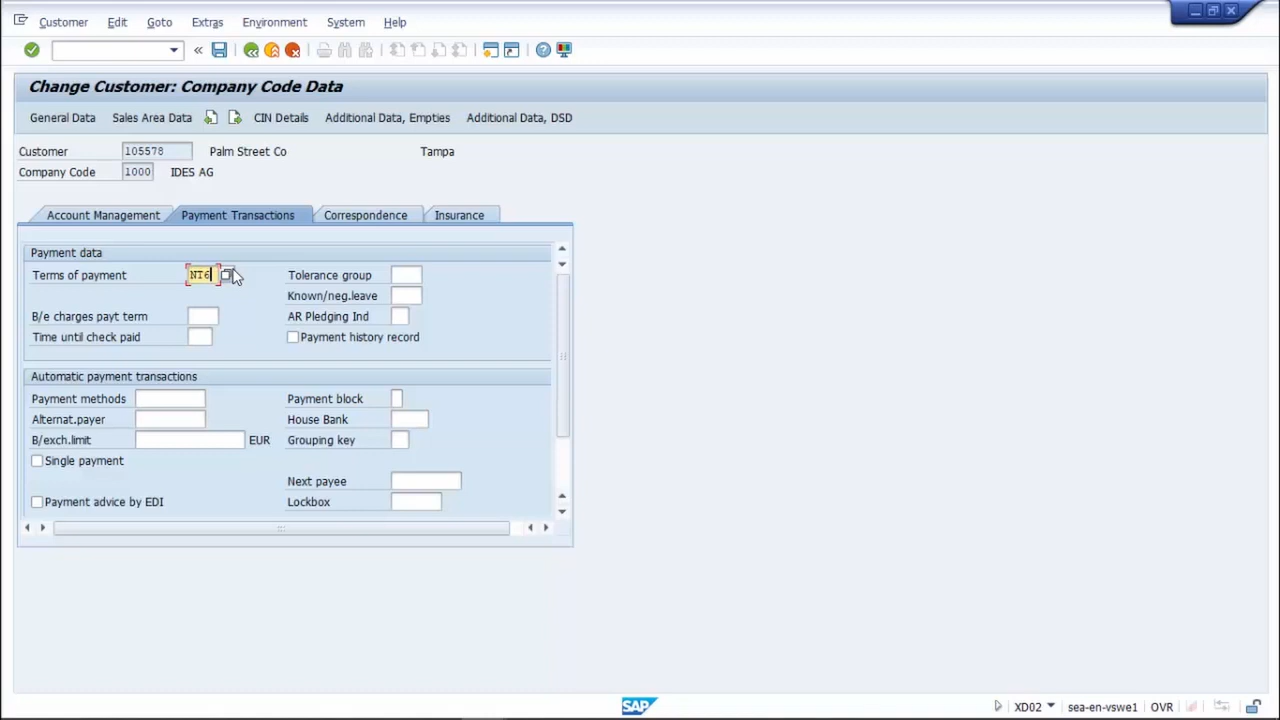 Customer Edit Goto Extras Environment System Help
Change Customer: Company Code Data
General Data Sales Area Data CIN Details Additional Data, Empties Additional Data, DSD
Customer 105578 Palm Street Co Tampa
Company Code 1000 IDES AG
Account Management Payment Transactions Correspondence Insurance
Payment data
Terms of payment NT6 Tolerance group
Known/neg.leave
B/e charges payt term AR Pledging Ind
Time until check paid Payment history record
Automatic payment transactions
Payment methods Payment block
Alternat.payer House Bank
B/exch.limit EUR Grouping key
Single payment
Next payee
Payment advice by EDI Lockbox
SAP XD02 sea-en-vswe1 OVR